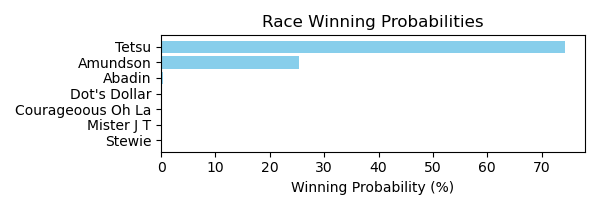 Race Winning Probabilities
Tetsu
Amundson
Abadin
Dot's Dollar
Courageoous Oh La
Mister J T
Stewie
0 10 20 30 40 50 60 70
Winning Probability (%)